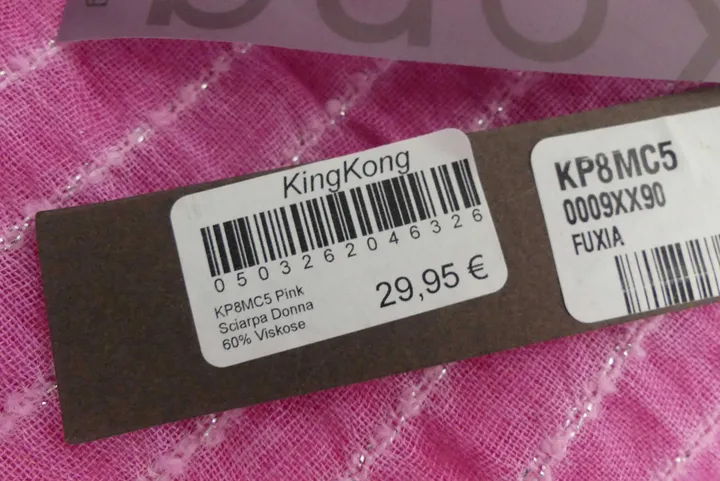 KingKong
0503262046326
KP8MC5 Pink
Sciarpa Donna
60% Viskose
29,95 €
KP8MC5
0009XX90
FUXIA